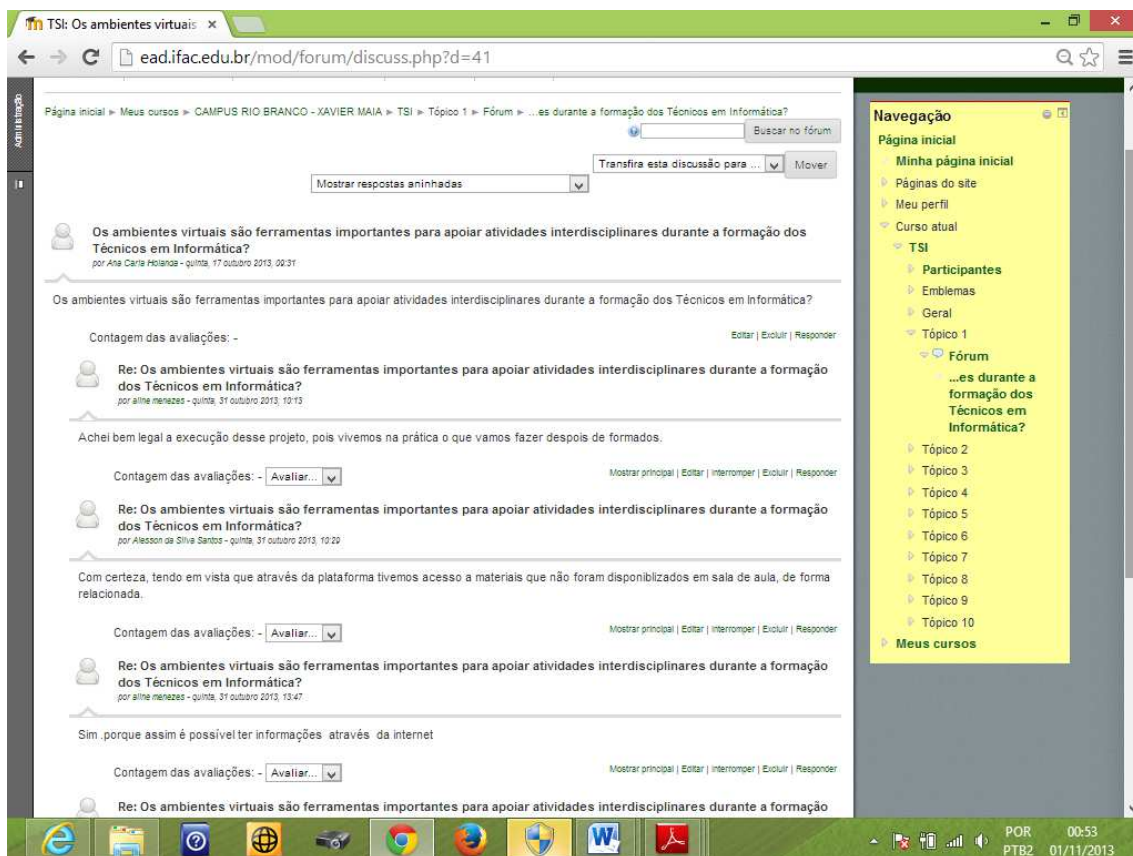 TSI: Os ambientes virtuais
ead.ifac.edu.br/mod/forum/discuss.php?d=41
Administração
Página inicial ► Meus cursos ► CAMPUS RIO BRANCO - XAVIER MAIA ► TSI ► Tópico 1 ► Fórum ► ...es durante a formação dos Técnicos em Informática?
Buscar no fórum
Transfira esta discussão para ... Mover
Mostrar respostas aninhadas
Os ambientes virtuais são ferramentas importantes para apoiar atividades interdisciplinares durante a formação dos
Técnicos em Informática?
por Ana Carla Holanda - quinta, 17 outubro 2013, 09:31
Os ambientes virtuais são ferramentas importantes para apoiar atividades interdisciplinares durante a formação dos Técnicos em Informática?
Contagem das avaliações: - Editar | Excluir | Responder
Re: Os ambientes virtuais são ferramentas importantes para apoiar atividades interdisciplinares durante a formação
dos Técnicos em Informática?
por aline menezes - quinta, 31 outubro 2013, 10:13
Achei bem legal a execução desse projeto, pois vivemos na prática o que vamos fazer despois de formados.
Contagem das avaliações: - Avaliar... Mostrar principal | Editar | Interromper | Excluir | Responder
Re: Os ambientes virtuais são ferramentas importantes para apoiar atividades interdisciplinares durante a formação
dos Técnicos em Informática?
por Alesson da Silva Santos - quinta, 31 outubro 2013, 10:29
Com certeza, tendo em vista que através da plataforma tivemos acesso a materiais que não foram disponiblizados em sala de aula, de forma
relacionada.
Contagem das avaliações: - Avaliar... Mostrar principal | Editar | Interromper | Excluir | Responder
Re: Os ambientes virtuais são ferramentas importantes para apoiar atividades interdisciplinares durante a formação
dos Técnicos em Informática?
por aline menezes - quinta, 31 outubro 2013, 13:47
Sim .porque assim é possível ter informações através da internet
Contagem das avaliações: - Avaliar... Mostrar principal | Editar | Interromper | Excluir | Responder
Re: Os ambientes virtuais são ferramentas importantes para apoiar atividades interdisciplinares durante a formação
Navegação
Página inicial
Minha página inicial
Páginas do site
Meu perfil
Curso atual
TSI
Participantes
Emblemas
Geral
Tópico 1
Fórum
...es durante a
formação dos
Técnicos em
Informática?
Tópico 2
Tópico 3
Tópico 4
Tópico 5
Tópico 6
Tópico 7
Tópico 8
Tópico 9
Tópico 10
Meus cursos
POR 00:53
PTB2 01/11/2013